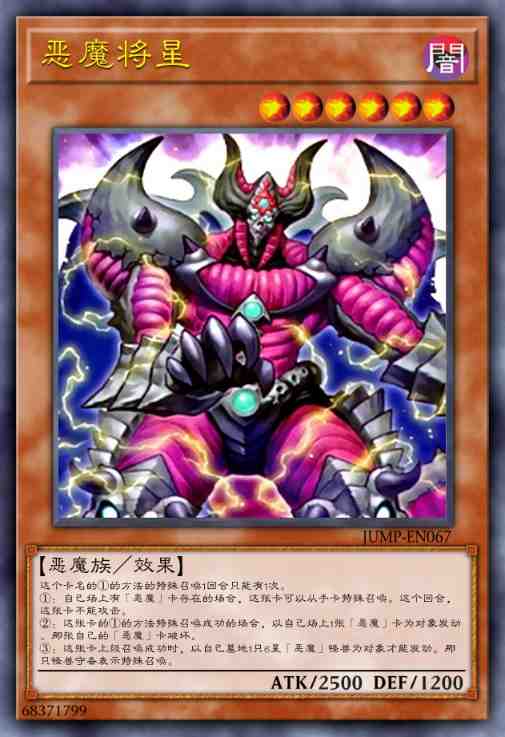 恶魔将星
闇
JUMP-EN067
【恶魔族／效果】
这个卡名的①的方法的特殊召唤1回合只能有1次。
①：自己场上有「恶魔」卡存在的场合，这张卡可以从手卡特殊召唤。这个回合，
这张卡不能攻击。
②：这张卡的①的方法特殊召唤成功的场合，以自己场上1张「恶魔」卡为对象发动
。那张自己的「恶魔」卡破坏。
③：这张卡上级召唤成功时，以自己墓地1只6星「恶魔」怪兽为对象才能发动。那
只怪兽守备表示特殊召唤。
ATK/2500 DEF/1200
68371799